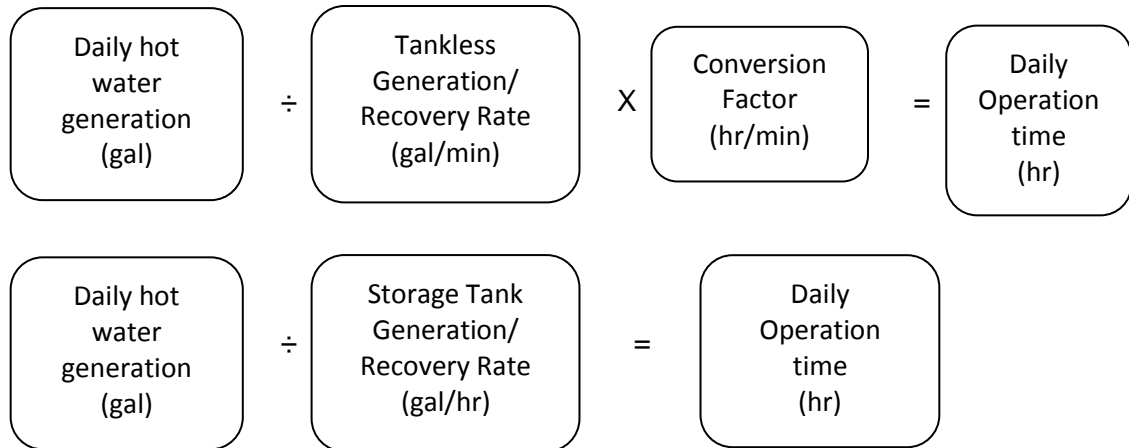 Daily hot
water
generation
(gal)
÷
Tankless
Generation/
Recovery Rate
(gal/min)
X
Conversion
Factor
(hr/min)
=
Daily
Operation
time
(hr)
Daily hot
water
generation
(gal)
÷
Storage Tank
Generation/
Recovery Rate
(gal/hr)
=
Daily
Operation
time
(hr)